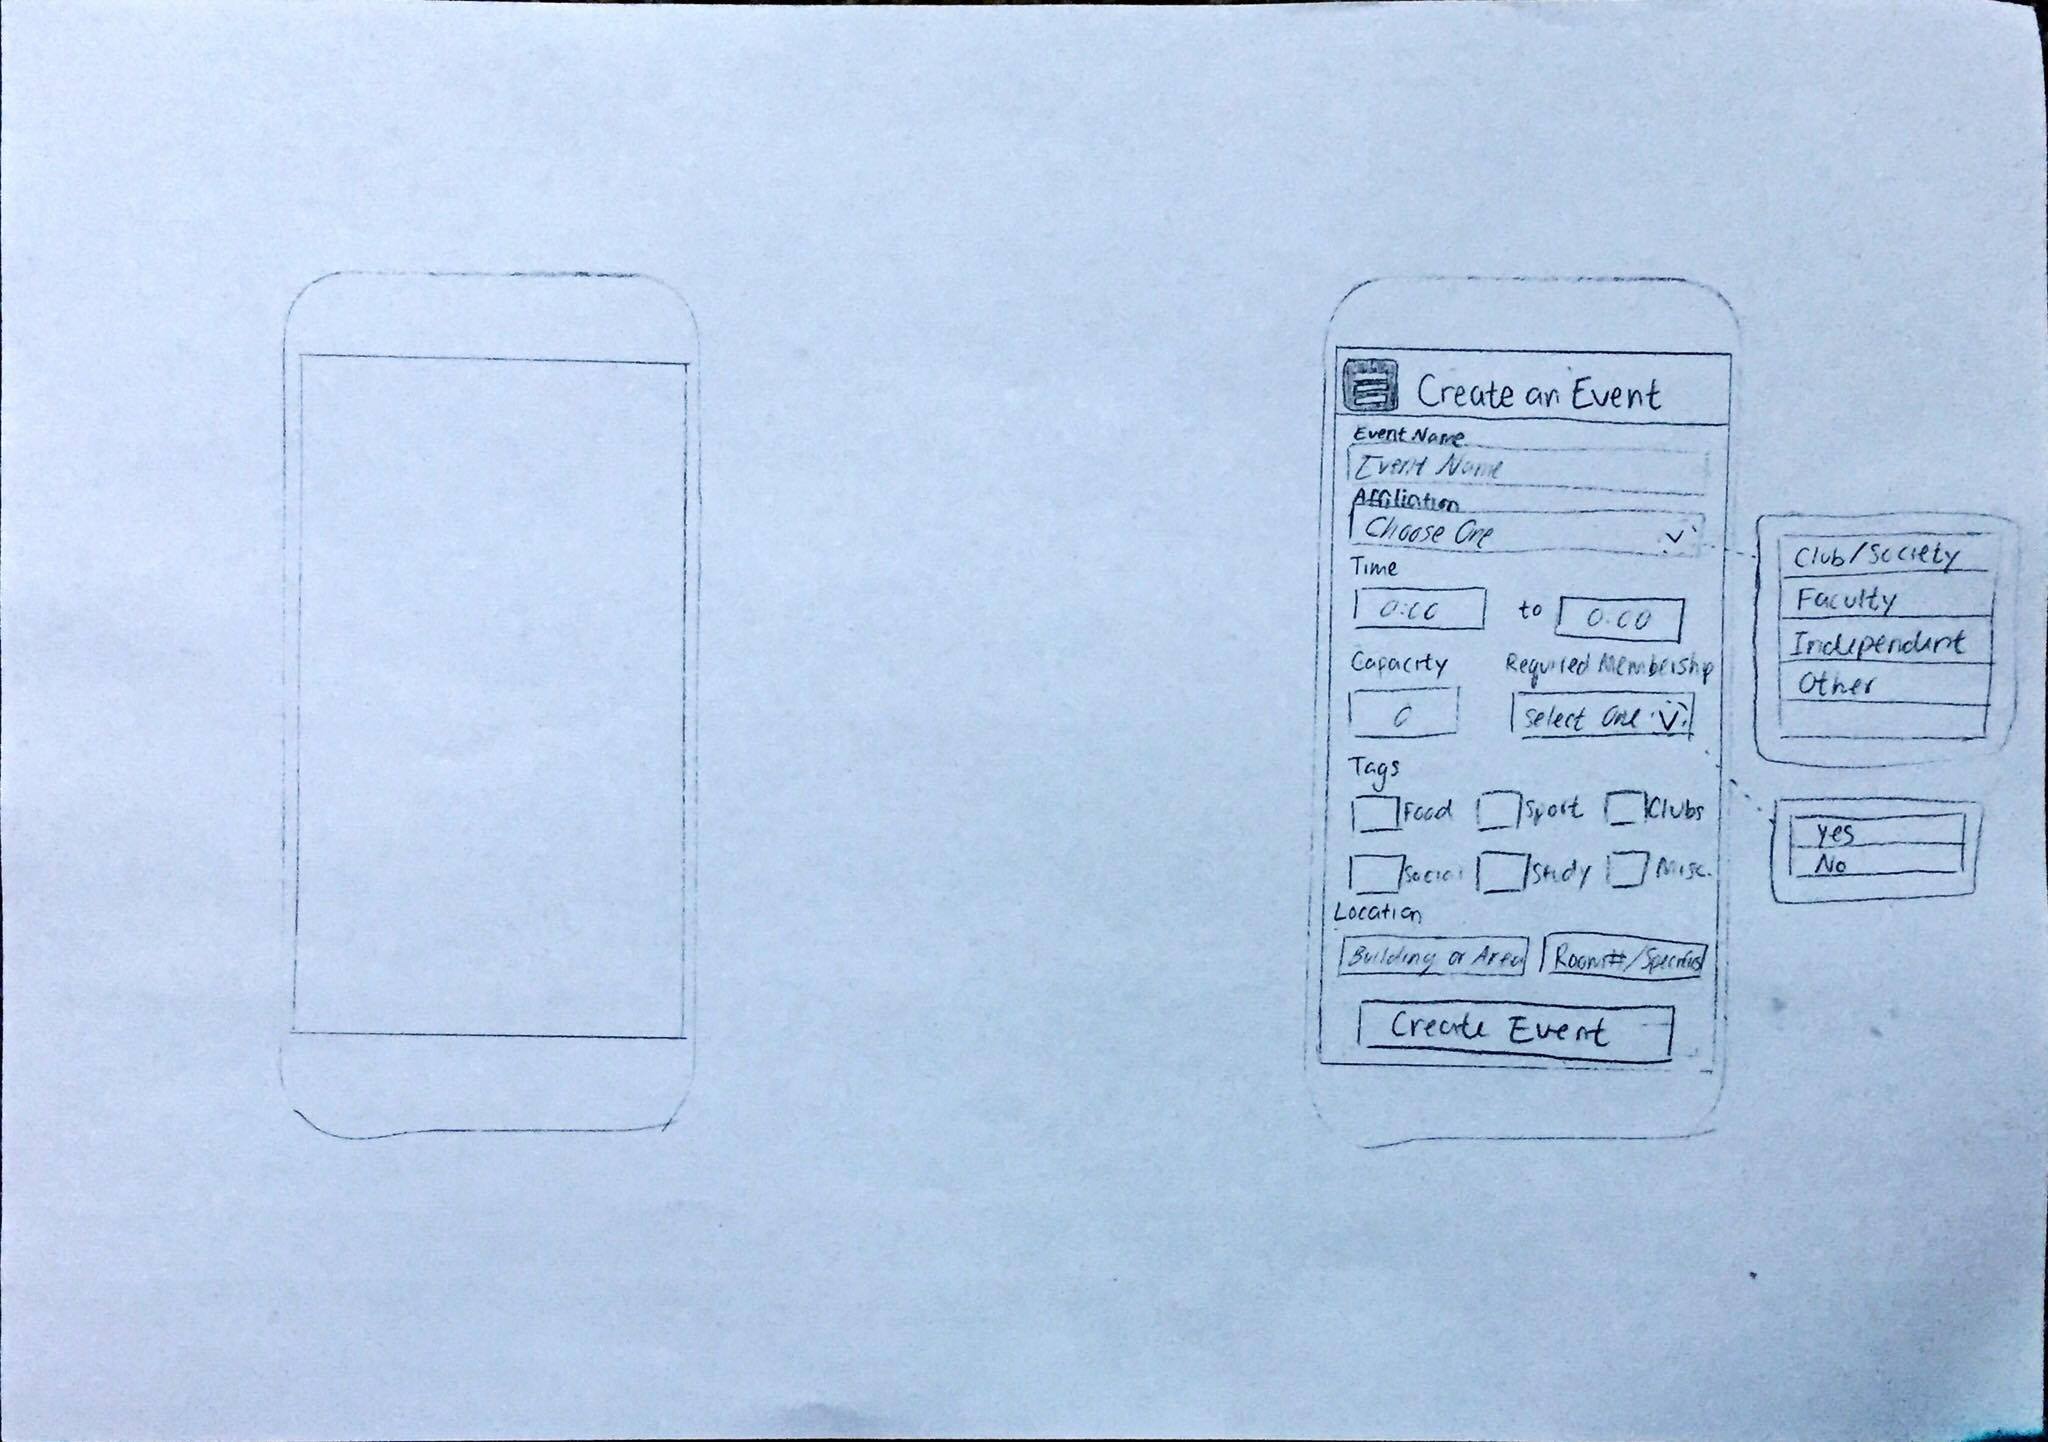 Create an Event
Event Name
Event Name
Affiliation
Choose One
Time
0:00 to 0:00
Capacity Required Membership
0 Select One
Tags
Food Sport Clubs
Social Study Misc.
Location
Building or Area Room#/Specifics
Create Event
Club/Society
Faculty
Independent
Other
Yes
No